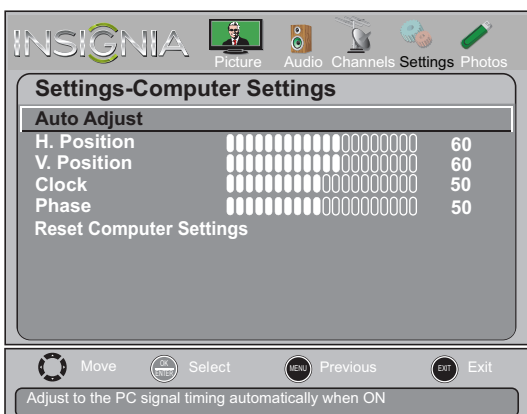 INSIGNIA
Picture Audio Channels Settings Photos
Settings-Computer Settings
Auto Adjust
H. Position 60
V. Position 60
Clock 50
Phase 50
Reset Computer Settings
Move OK ENTER Select MENU Previous EXIT Exit
Adjust to the PC signal timing automatically when ON